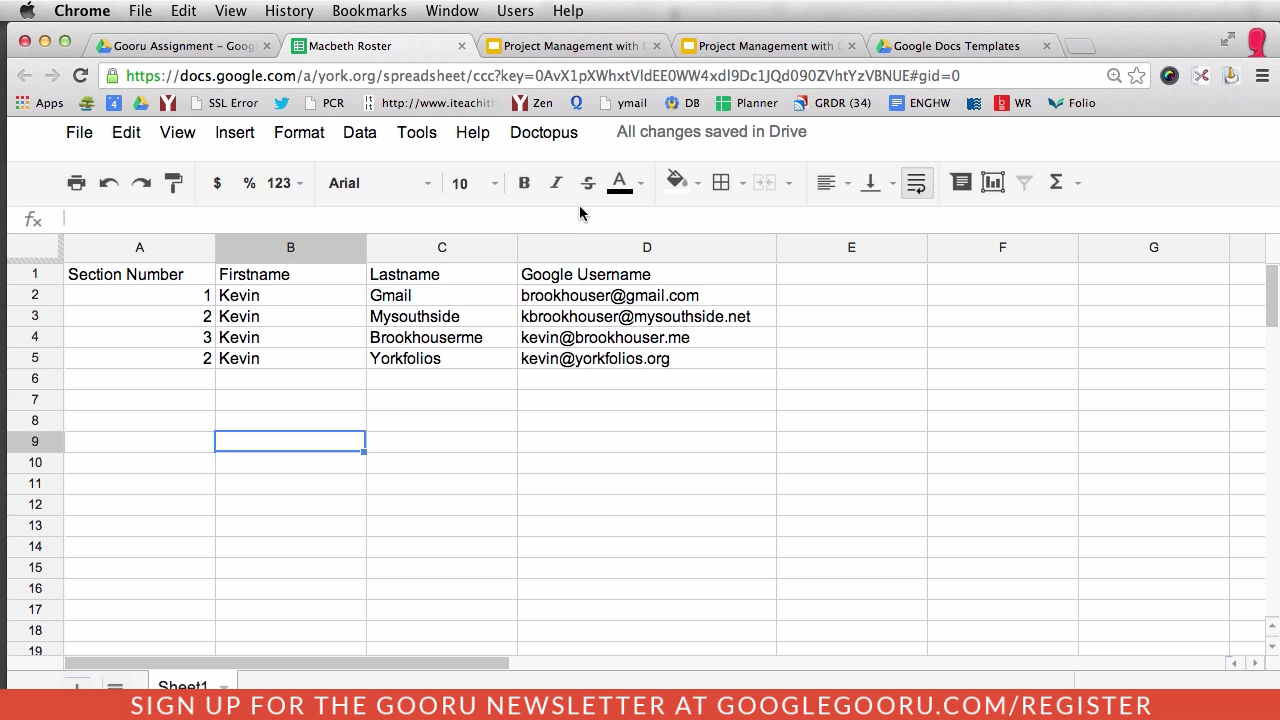 Chrome File Edit View History Bookmarks Window Users Help
Gooru Assignment – Goog Macbeth Roster Project Management with Project Management with Google Docs Templates
https://docs.google.com/a/york.org/spreadsheet/ccc?key=0AvX1pXWhxtVldEE0WW4xdl9Dc1JQd090ZVhtYzVBNUE#gid=0
Apps 4 SSL Error PCR http://www.iteachith Zen Q ymail DB Planner GRDR (34) ENGHW WR Folio
File Edit View Insert Format Data Tools Help Doctopus All changes saved in Drive
$ % 123 Arial 10 B I S A Σ
fx
A B C D E F G
1 Section Number Firstname Lastname Google Username
2 1 Kevin Gmail brookhouser@gmail.com
3 2 Kevin Mysouthside kbrookhouser@mysouthside.net
4 3 Kevin Brookhouserme kevin@brookhouser.me
5 2 Kevin Yorkfolios kevin@yorkfolios.org
6
7
8
9
10
11
12
13
14
15
16
17
18
19
Sheet1
SIGN UP FOR THE GOORU NEWSLETTER AT GOOGLEGOORU.COM/REGISTER